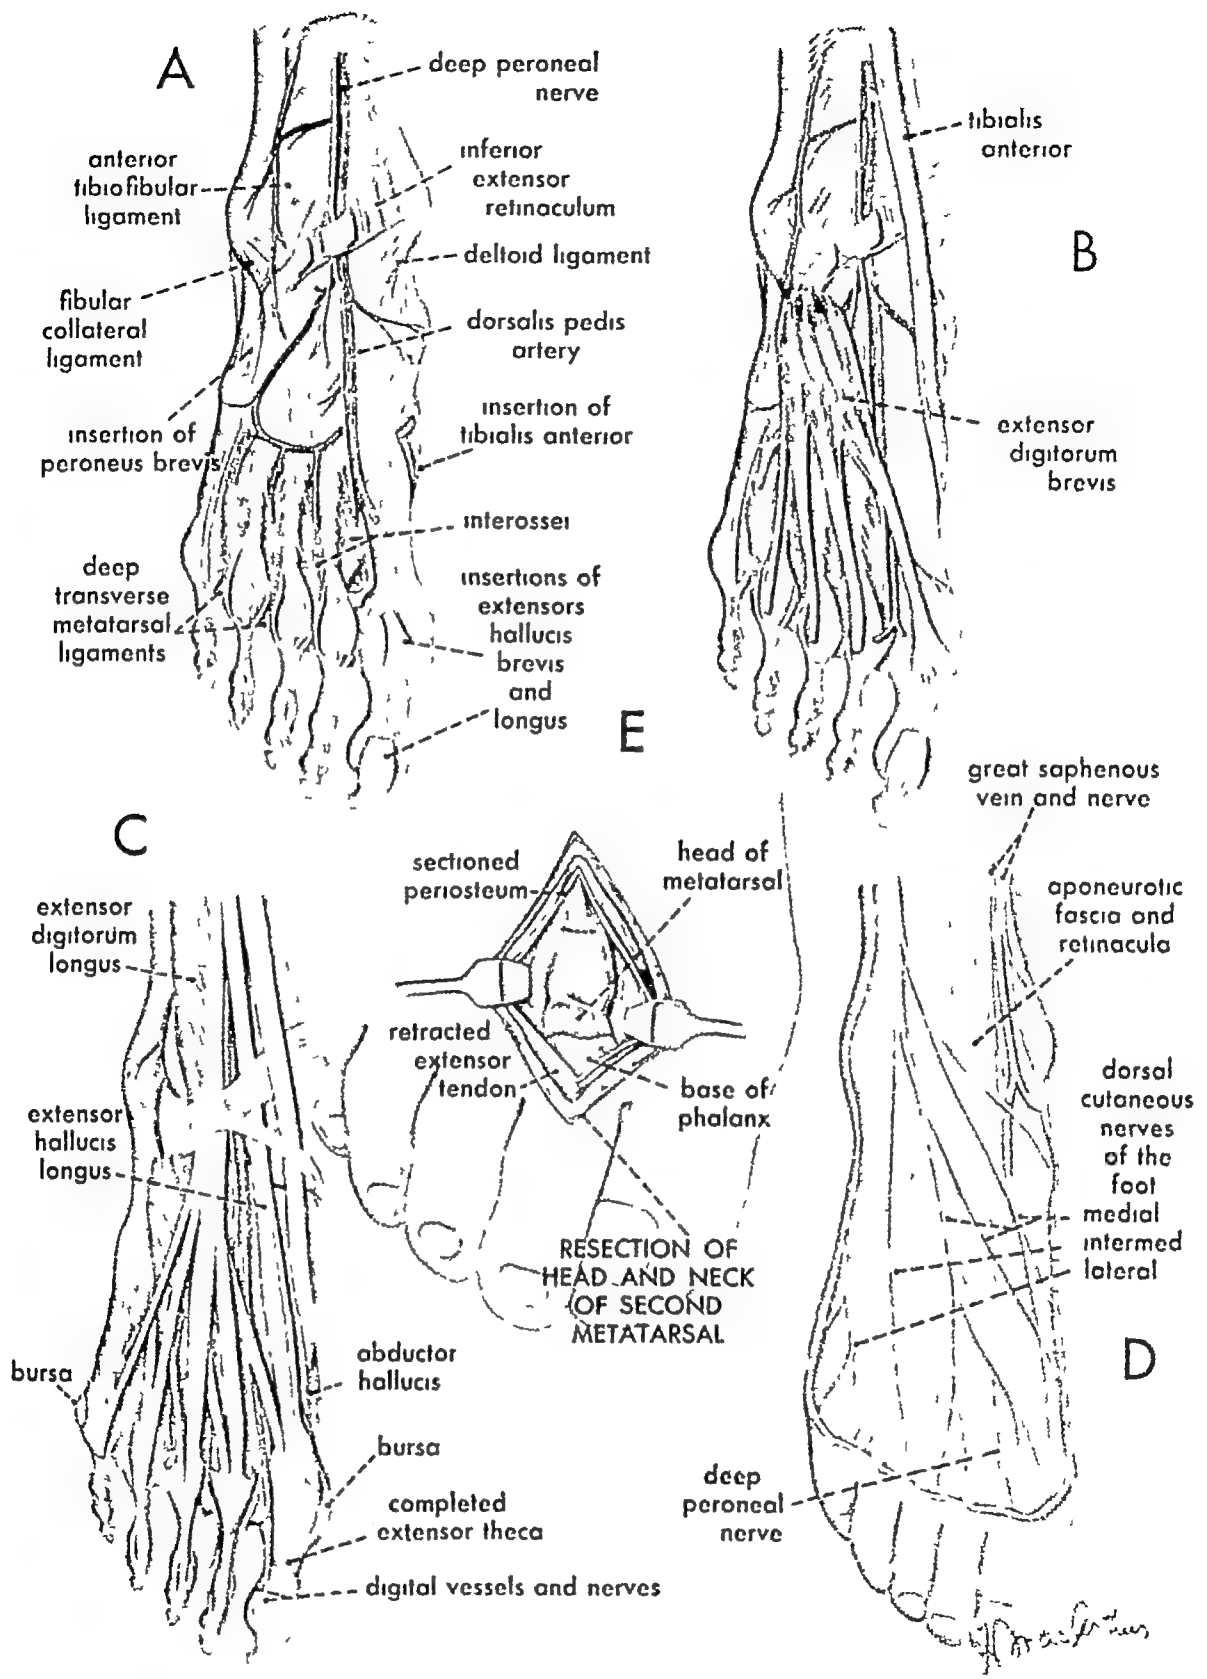 A
deep peroneal
nerve
anterior
tibiofibular
ligament
inferior
extensor
retinaculum
deltoid ligament
fibular
collateral
ligament
dorsalis pedis
artery
insertion of
peroneus brevis
insertion of
tibialis anterior
interossei
deep
transverse
metatarsal
ligaments
insertions of
extensors
hallucis
brevis
and
longus
B
tibialis
anterior
extensor
digitorum
brevis
C
extensor
digitorum
longus
extensor
hallucis
longus
bursa
abductor
hallucis
bursa
completed
extensor theca
digital vessels and nerves
E
sectioned
periosteum
head of
metatarsal
retracted
extensor
tendon
base of
phalanx
RESECTION OF
HEAD AND NECK
OF SECOND
METATARSAL
D
great saphenous
vein and nerve
aponeurotic
fascia and
retinacula
dorsal
cutaneous
nerves
of the
foot
medial
intermed
lateral
deep
peroneal
nerve